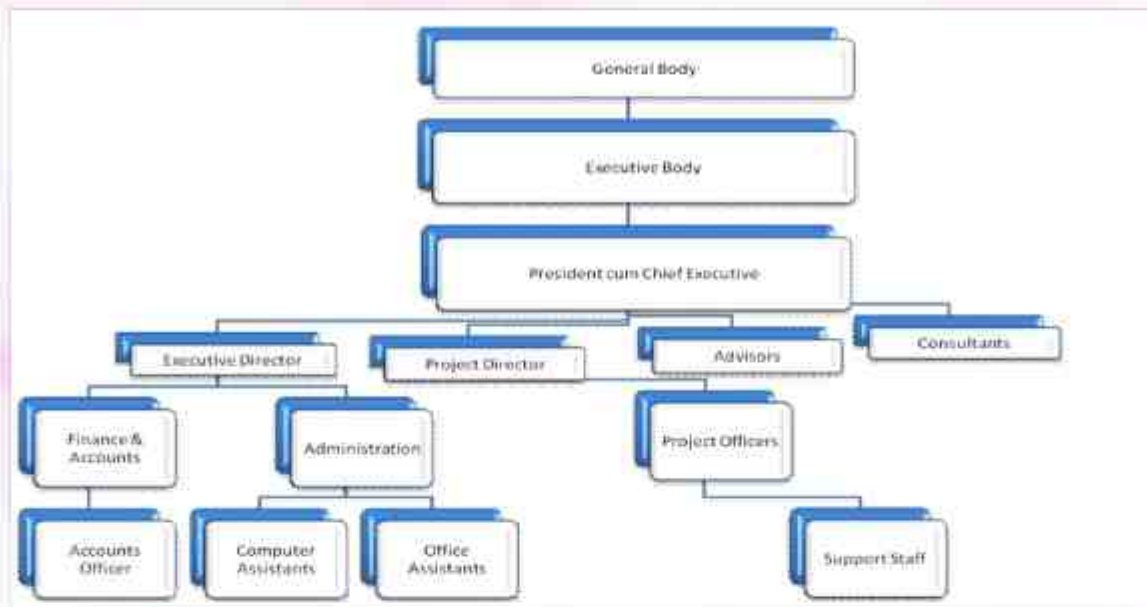 General Body
Executive Body
President cum Chief Executive
Executive Director
Project Director
Advisors
Consultants
Finance &
Accounts
Administration
Project Officers
Accounts
Officer
Computer
Assistants
Office
Assistants
Support Staff